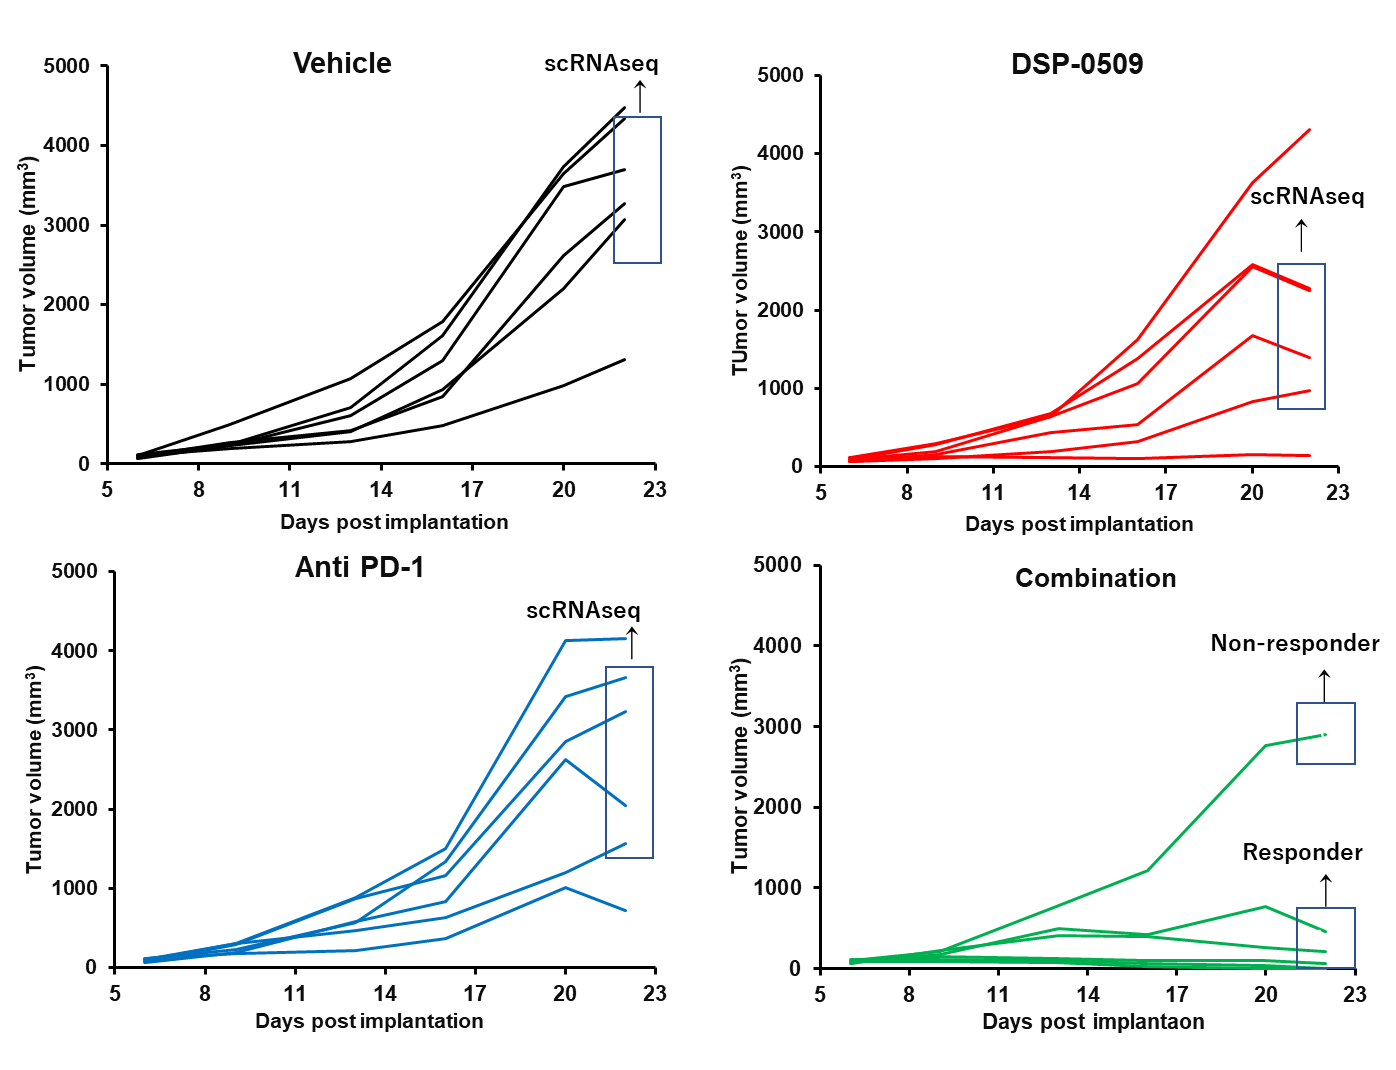 Vehicle
scRNAseq
5000
4000
3000
2000
1000
0
Tumor volume (mm³)
5 8 11 14 17 20 23
Days post implantation
DSP-0509
scRNAseq
5000
4000
3000
2000
1000
0
TUmor volume (mm³)
5 8 11 14 17 20 23
Days post implantation
Anti PD-1
scRNAseq
5000
4000
3000
2000
1000
0
Tumor volume (mm³)
5 8 11 14 17 20 23
Days post implantation
Combination
Non-responder
Responder
5000
4000
3000
2000
1000
0
Tumor volume (mm³)
5 8 11 14 17 20 23
Days post implantaon